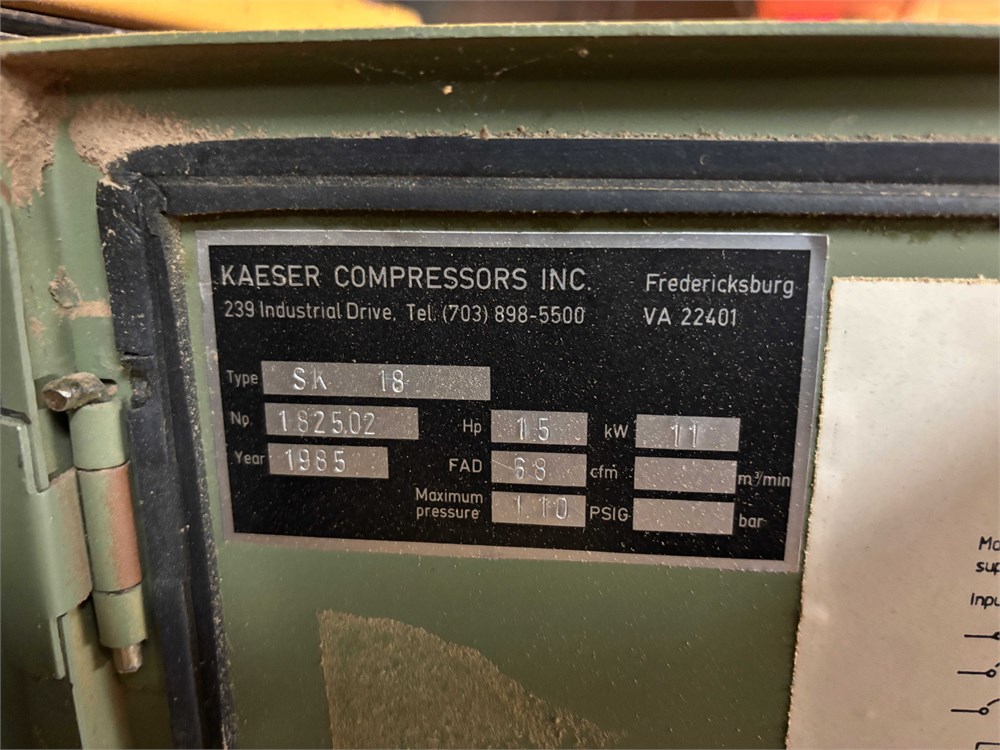 KAESER COMPRESSORS INC. Fredericksburg
239 Industrial Drive, Tel. (703) 898-5500 VA 22401
Type SK 18
No. 182502 Hp 15 kW 11
Year 1985 FAD 68 cfm m³/min
Maximum pressure 110 PSIG bar